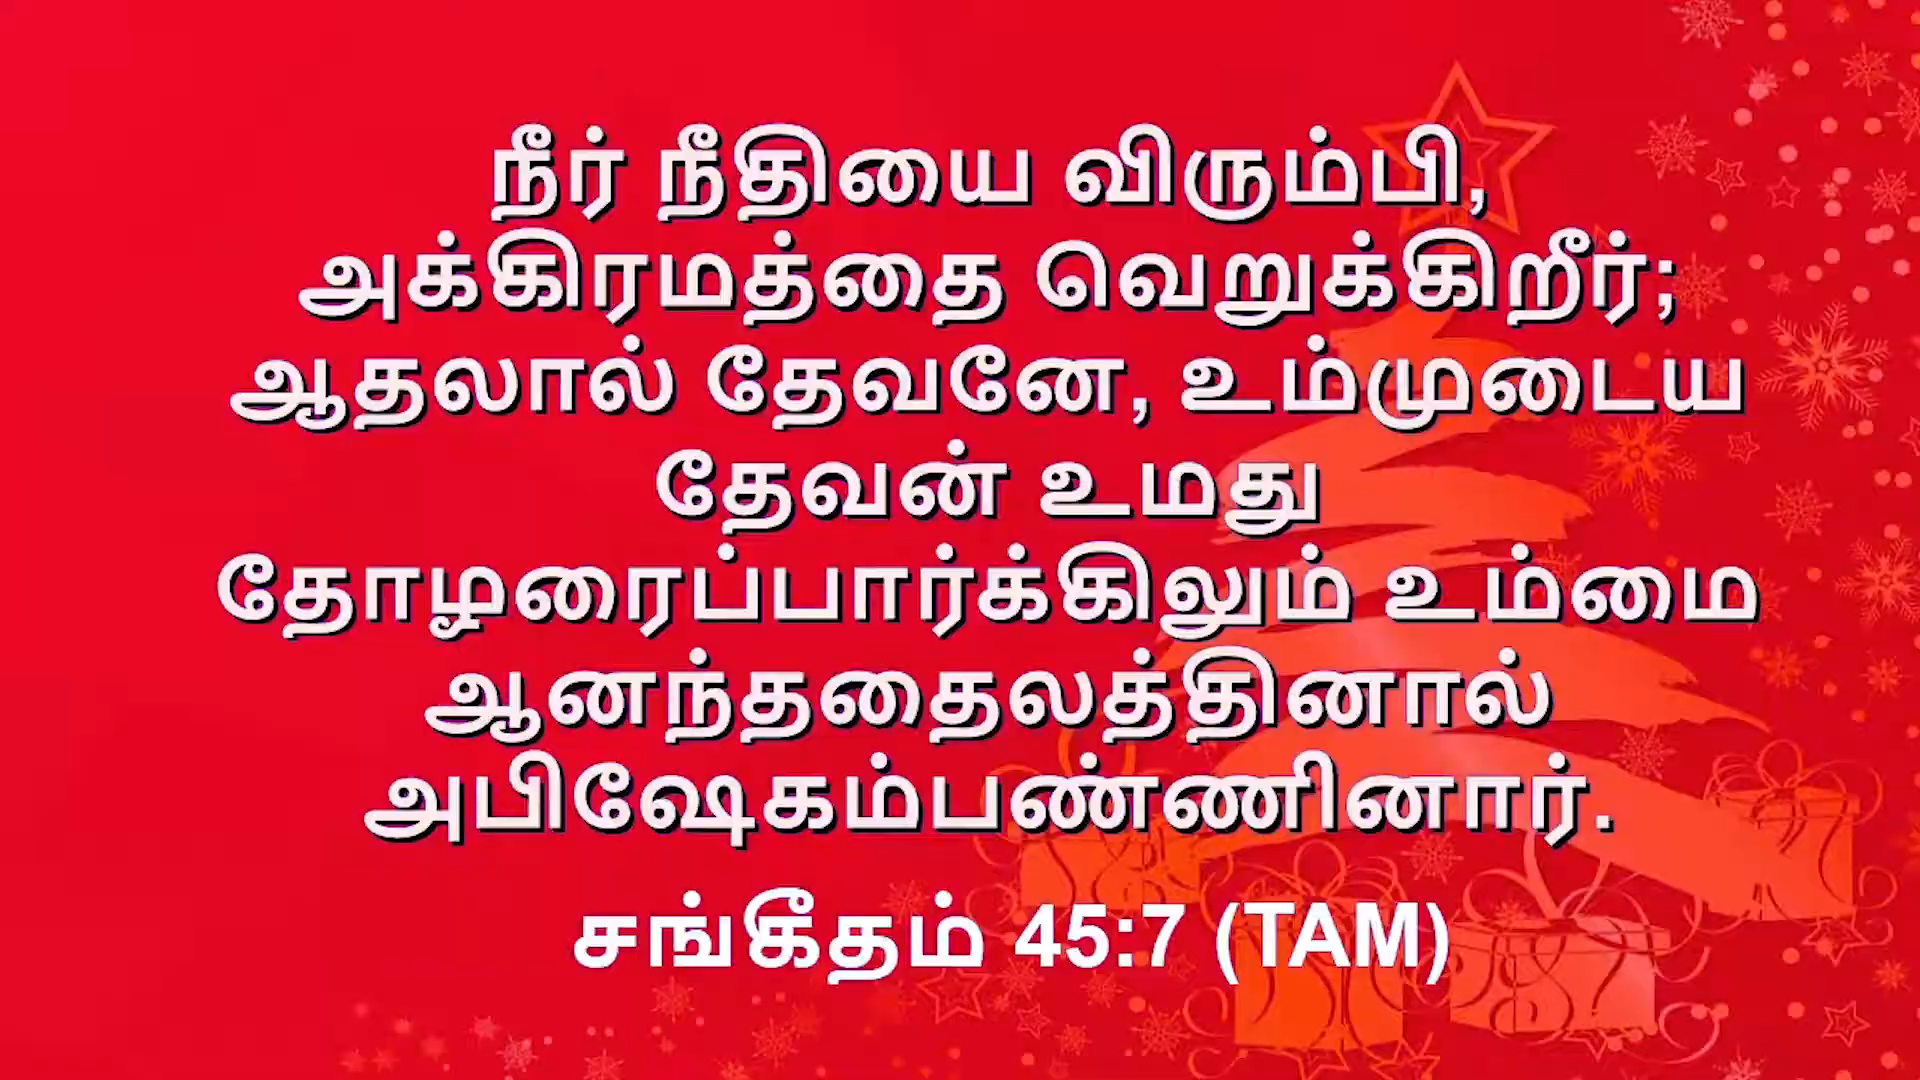 நீர் நீதியை விரும்பி,
அக்கிரமத்தை வெறுக்கிறீர்;
ஆதலால் தேவனே, உம்முடைய
தேவன் உமது
தோழரைப்பார்க்கிலும் உம்மை
ஆனந்ததைலத்தினால்
அபிஷேகம்பண்ணினார்.
சங்கீதம் 45:7 (TAM)